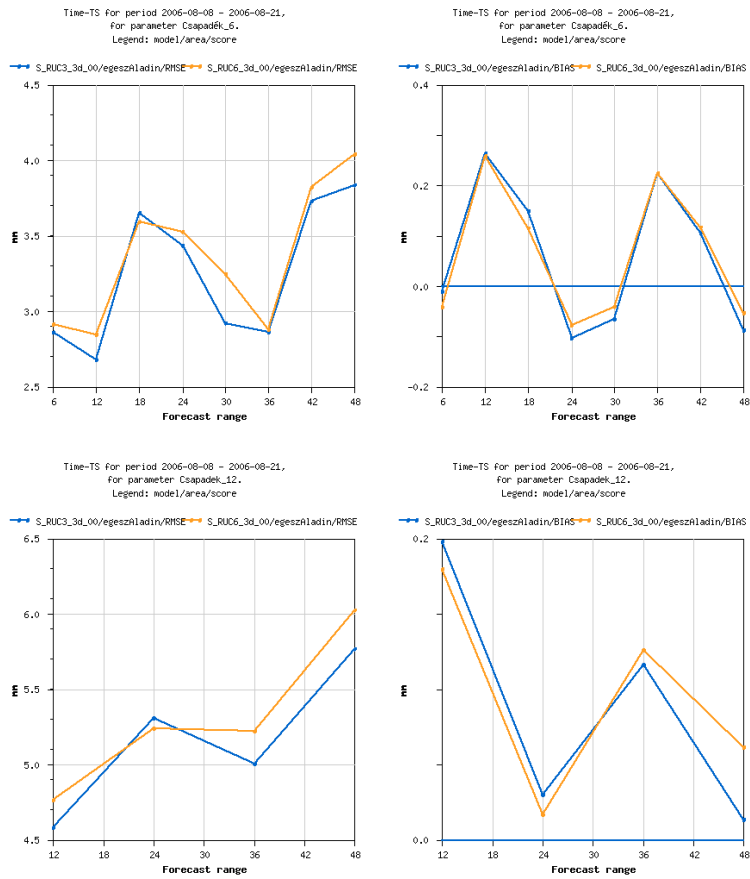 Time-TS for period 2006-08-08 - 2006-08-21,
for parameter Csapadék_6.
Legend: model/area/score
S_RUC3_3d_00/egeszAladin/RMSE S_RUC6_3d_00/egeszAladin/RMSE
4.5
4.0
3.5
3.0
2.5
mm
6 12 18 24 30 36 42 48
Forecast range
Time-TS for period 2006-08-08 - 2006-08-21,
for parameter Csapadék_6.
Legend: model/area/score
S_RUC3_3d_00/egeszAladin/BIAS S_RUC6_3d_00/egeszAladin/BIAS
0.4
0.2
0.0
-0.2
mm
6 12 18 24 30 36 42 48
Forecast range
Time-TS for period 2006-08-08 - 2006-08-21,
for parameter Csapadek_12.
Legend: model/area/score
S_RUC3_3d_00/egeszAladin/RMSE S_RUC6_3d_00/egeszAladin/RMSE
6.5
6.0
5.5
5.0
4.5
mm
12 18 24 30 36 42 48
Forecast range
Time-TS for period 2006-08-08 - 2006-08-21,
for parameter Csapadek_12.
Legend: model/area/score
S_RUC3_3d_00/egeszAladin/BIAS S_RUC6_3d_00/egeszAladin/BIAS
0.2
0.0
mm
12 18 24 30 36 42 48
Forecast range